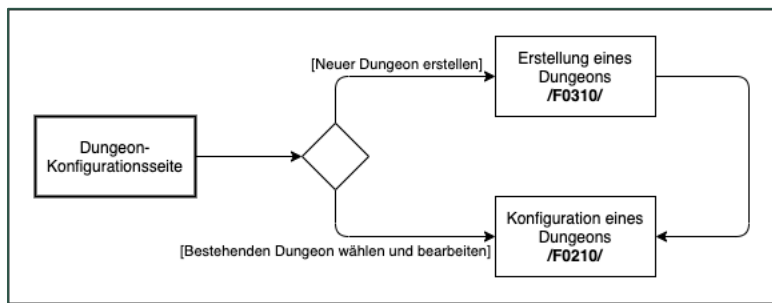 [Neuer Dungeon erstellen]
Erstellung eines
Dungeons
/F0310/
Dungeon-
Konfigurationsseite
[Bestehenden Dungeon wählen und bearbeiten]
Konfiguration eines
Dungeons
/F0210/